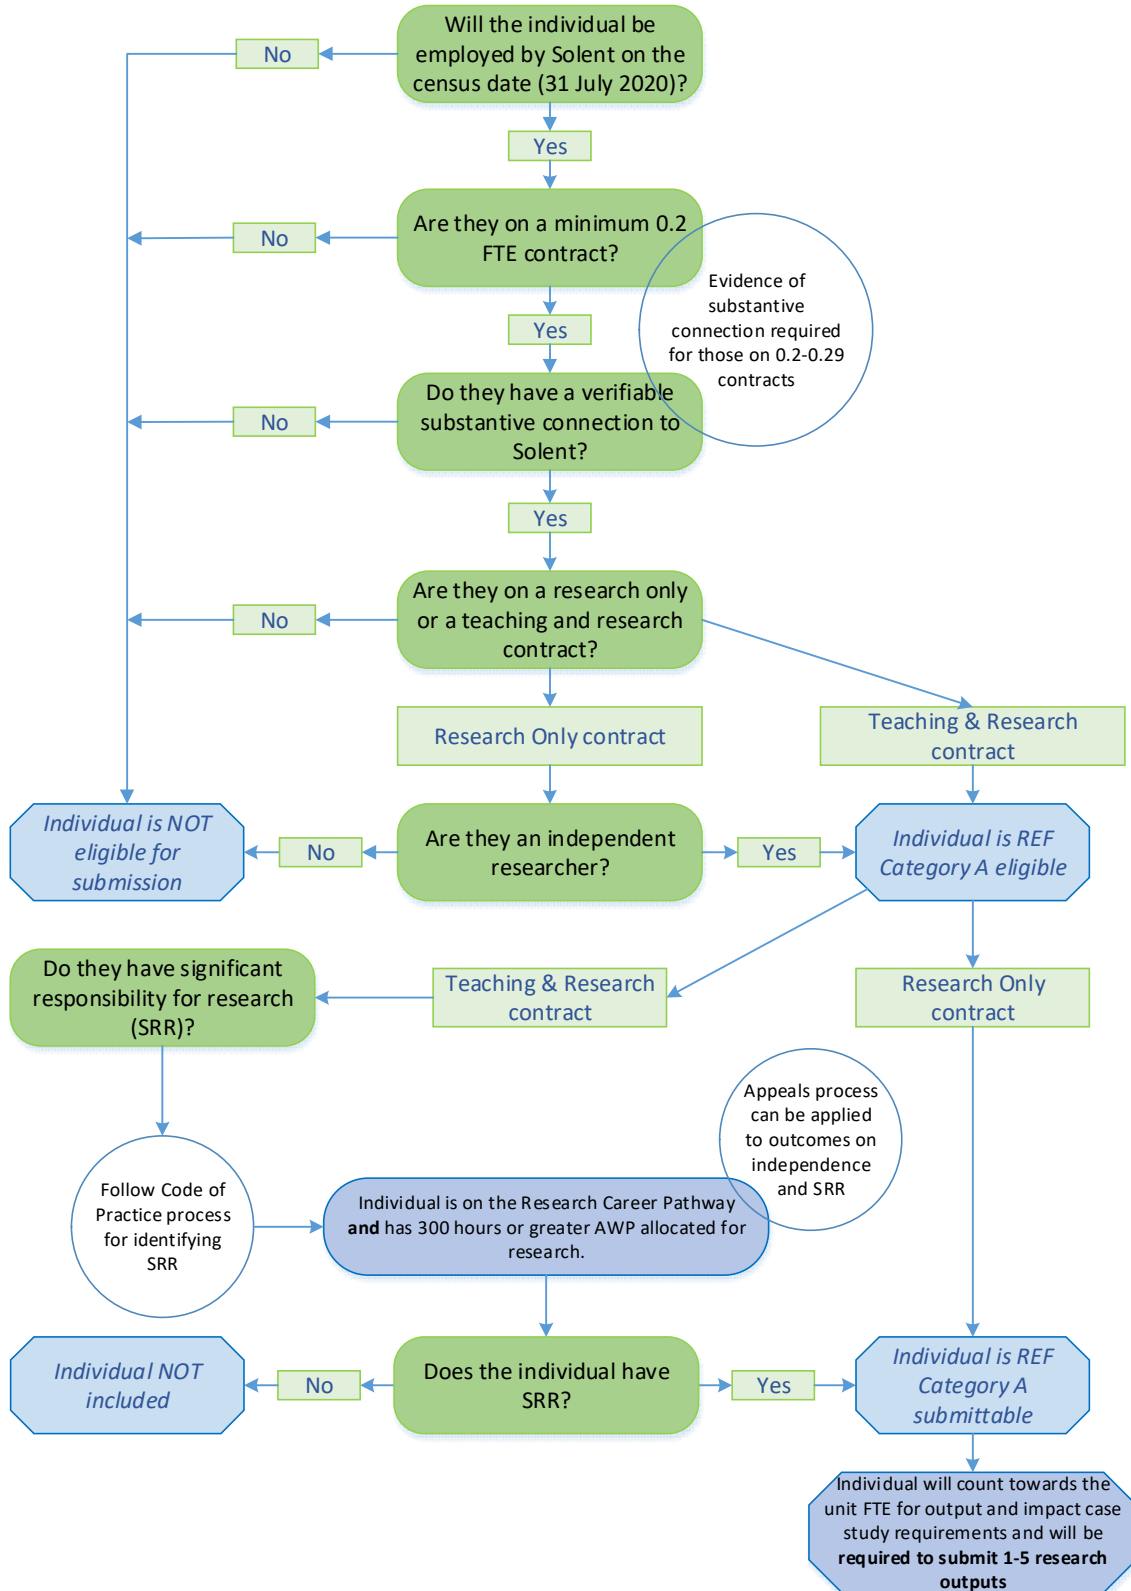 Will the individual be
employed by Solent on the
census date (31 July 2020)?
No
Yes
Are they on a minimum 0.2
FTE contract?
No
Evidence of
substantive
connection required
for those on 0.2-0.29
contracts
Yes
Do they have a verifiable
substantive connection to
Solent?
No
Yes
Are they on a research only
or a teaching and research
contract?
No
Research Only contract
Teaching & Research
contract
Individual is NOT
eligible for
submission
No
Are they an independent
researcher?
Yes
Individual is REF
Category A eligible
Do they have significant
responsibility for research
(SRR)?
Teaching & Research
contract
Research Only
contract
Appeals process
can be applied
to outcomes on
independence
and SRR
Follow Code of
Practice process
for identifying
SRR
Individual is on the Research Career Pathway
and has 300 hours or greater AWP allocated for
research.
Individual NOT
included
No
Does the individual have
SRR?
Yes
Individual is REF
Category A
submittable
Individual will count towards the
unit FTE for output and impact case
study requirements and will be
required to submit 1-5 research
outputs